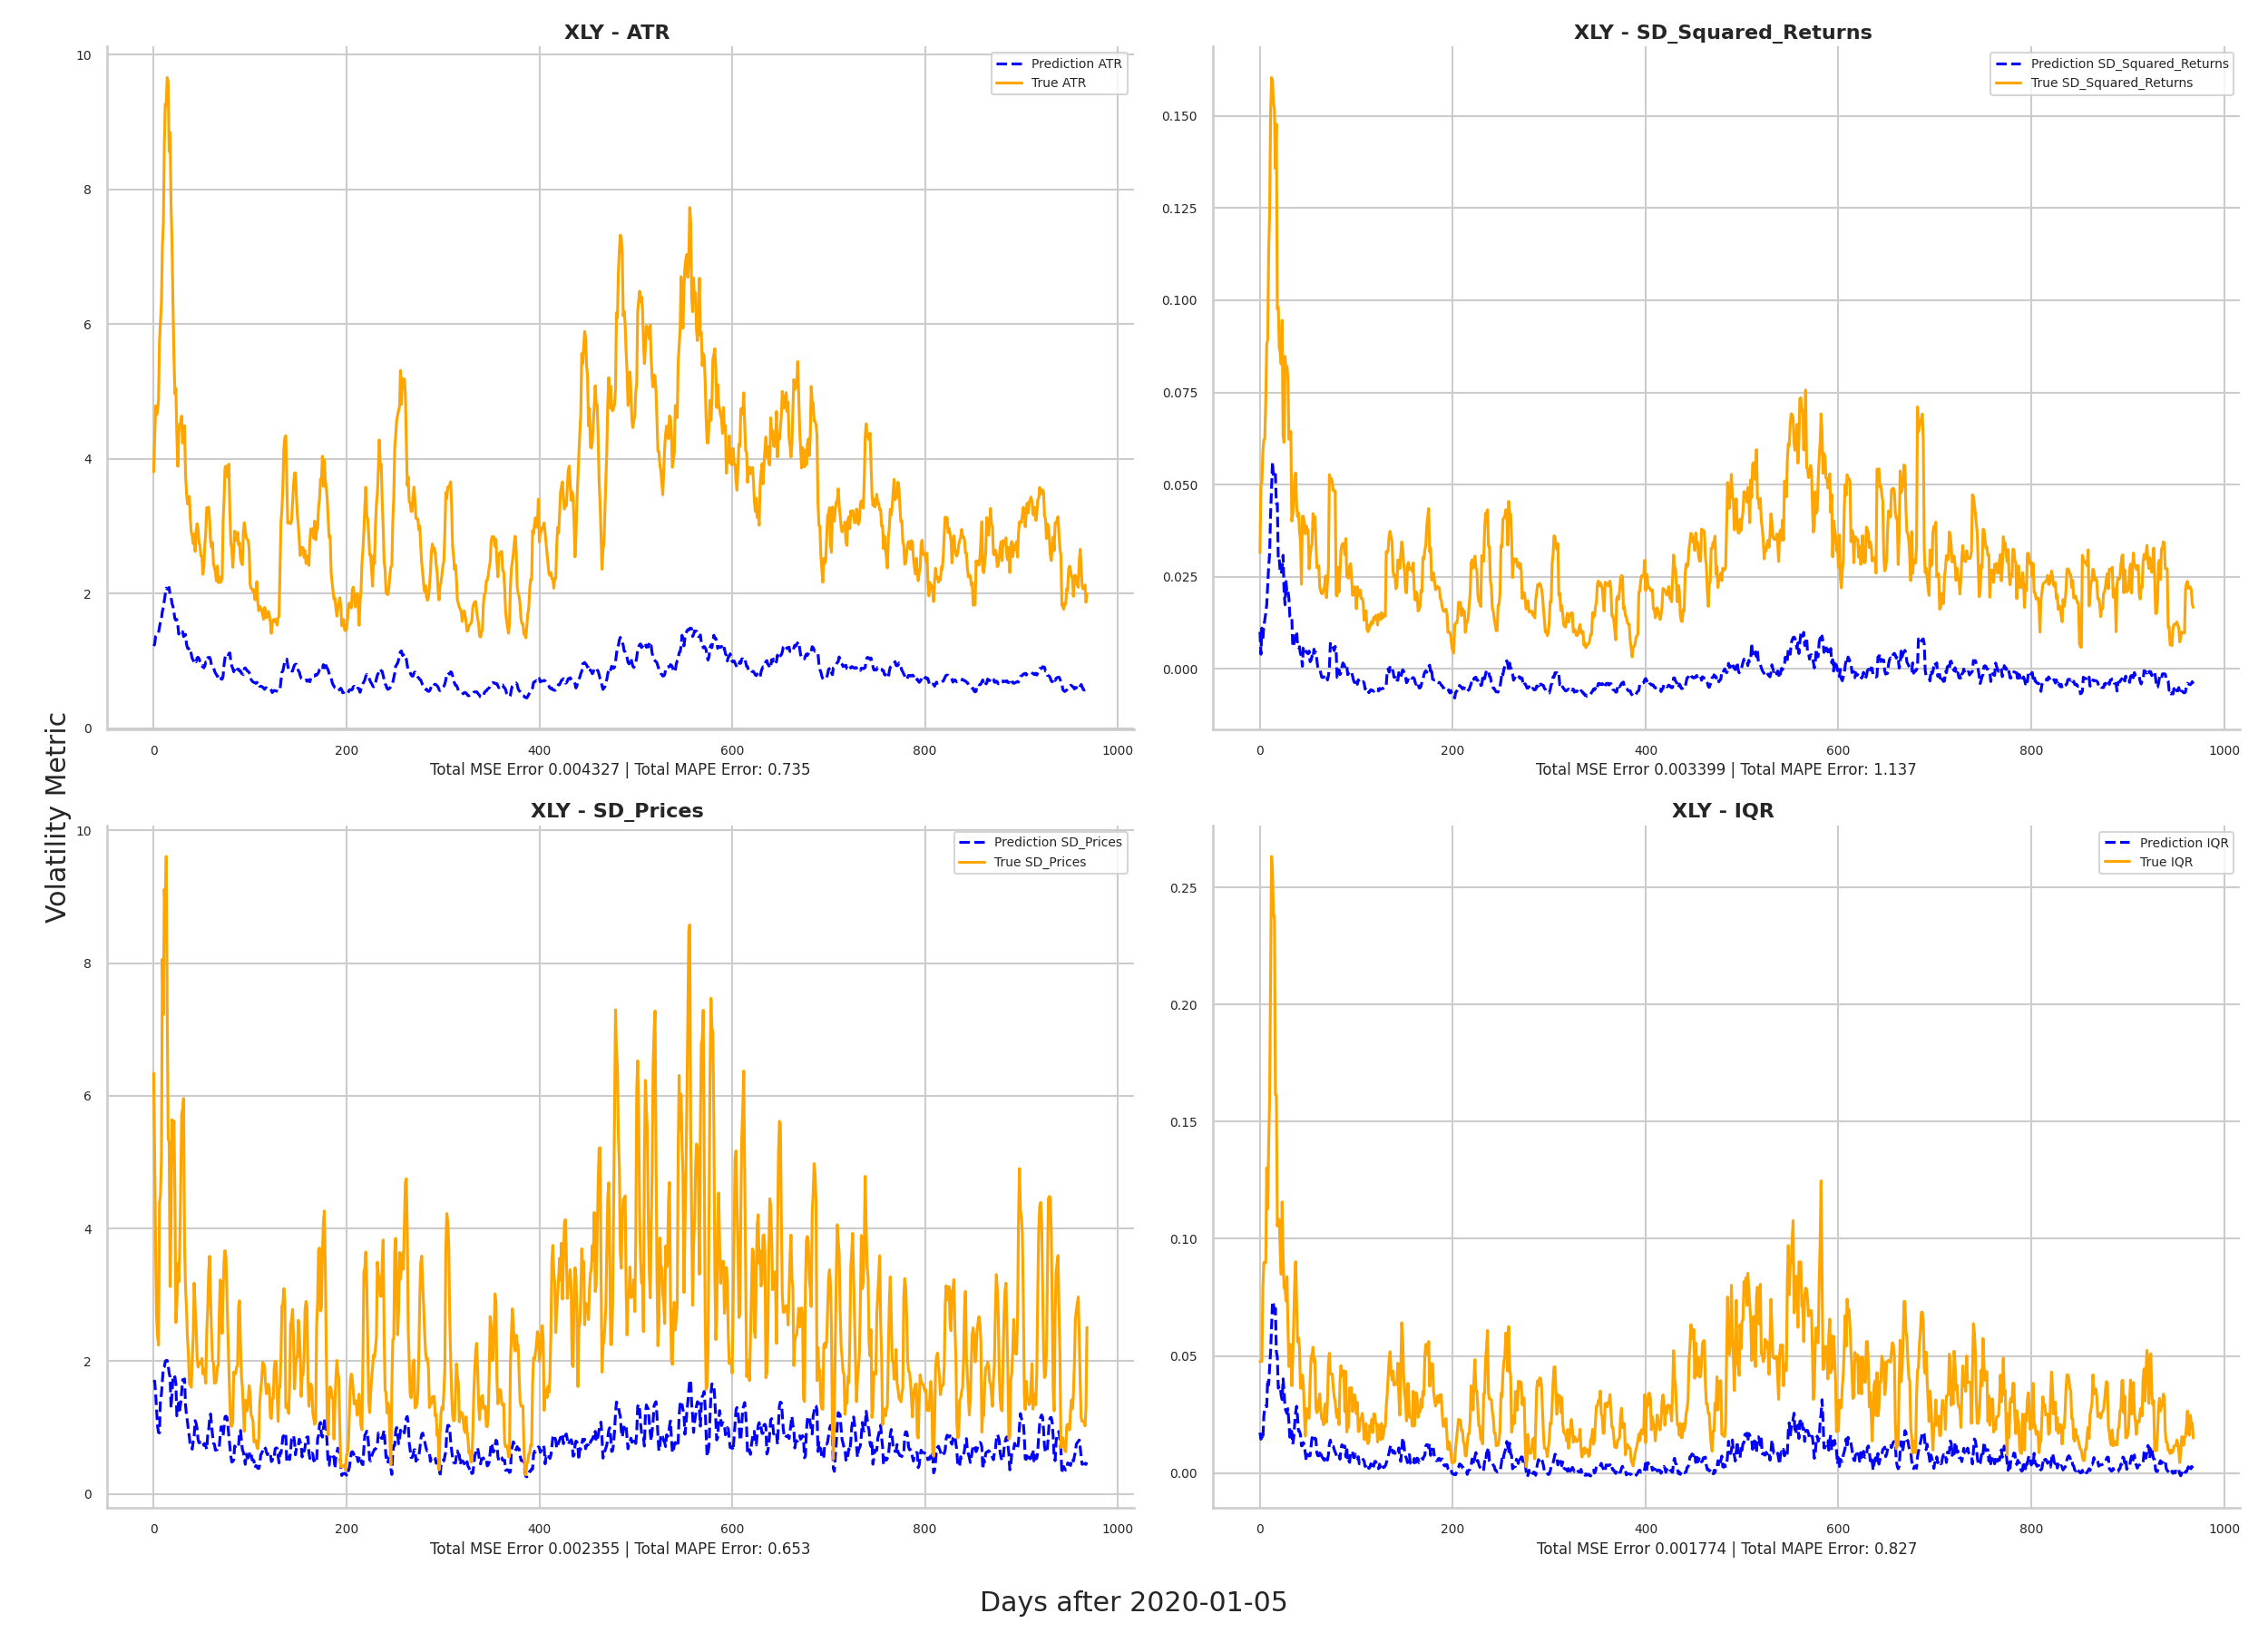 XLY - ATR
10
8
6
4
2
0
0 200 400 600 800 1000
Prediction ATR
True ATR
Total MSE Error 0.004327 | Total MAPE Error: 0.735
XLY - SD_Squared_Returns
0.150
0.125
0.100
0.075
0.050
0.025
0.000
0 200 400 600 800 1000
Prediction SD_Squared_Returns
True SD_Squared_Returns
Total MSE Error 0.003399 | Total MAPE Error: 1.137
Volatility Metric
XLY - SD_Prices
10
8
6
4
2
0
0 200 400 600 800 1000
Prediction SD_Prices
True SD_Prices
Total MSE Error 0.002355 | Total MAPE Error: 0.653
XLY - IQR
0.25
0.20
0.15
0.10
0.05
0.00
0 200 400 600 800 1000
Prediction IQR
True IQR
Total MSE Error 0.001774 | Total MAPE Error: 0.827
Days after 2020-01-05